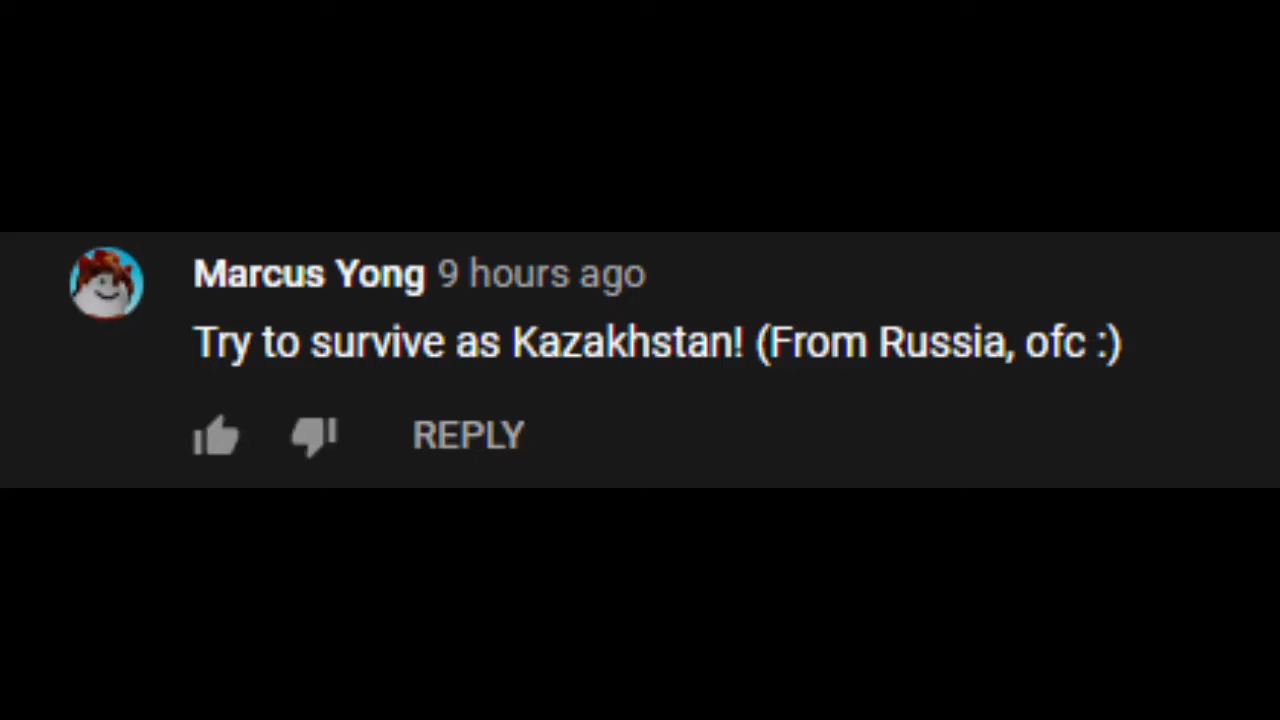 Marcus Yong 9 hours ago
Try to survive as Kazakhstan! (From Russia, ofc :)
REPLY